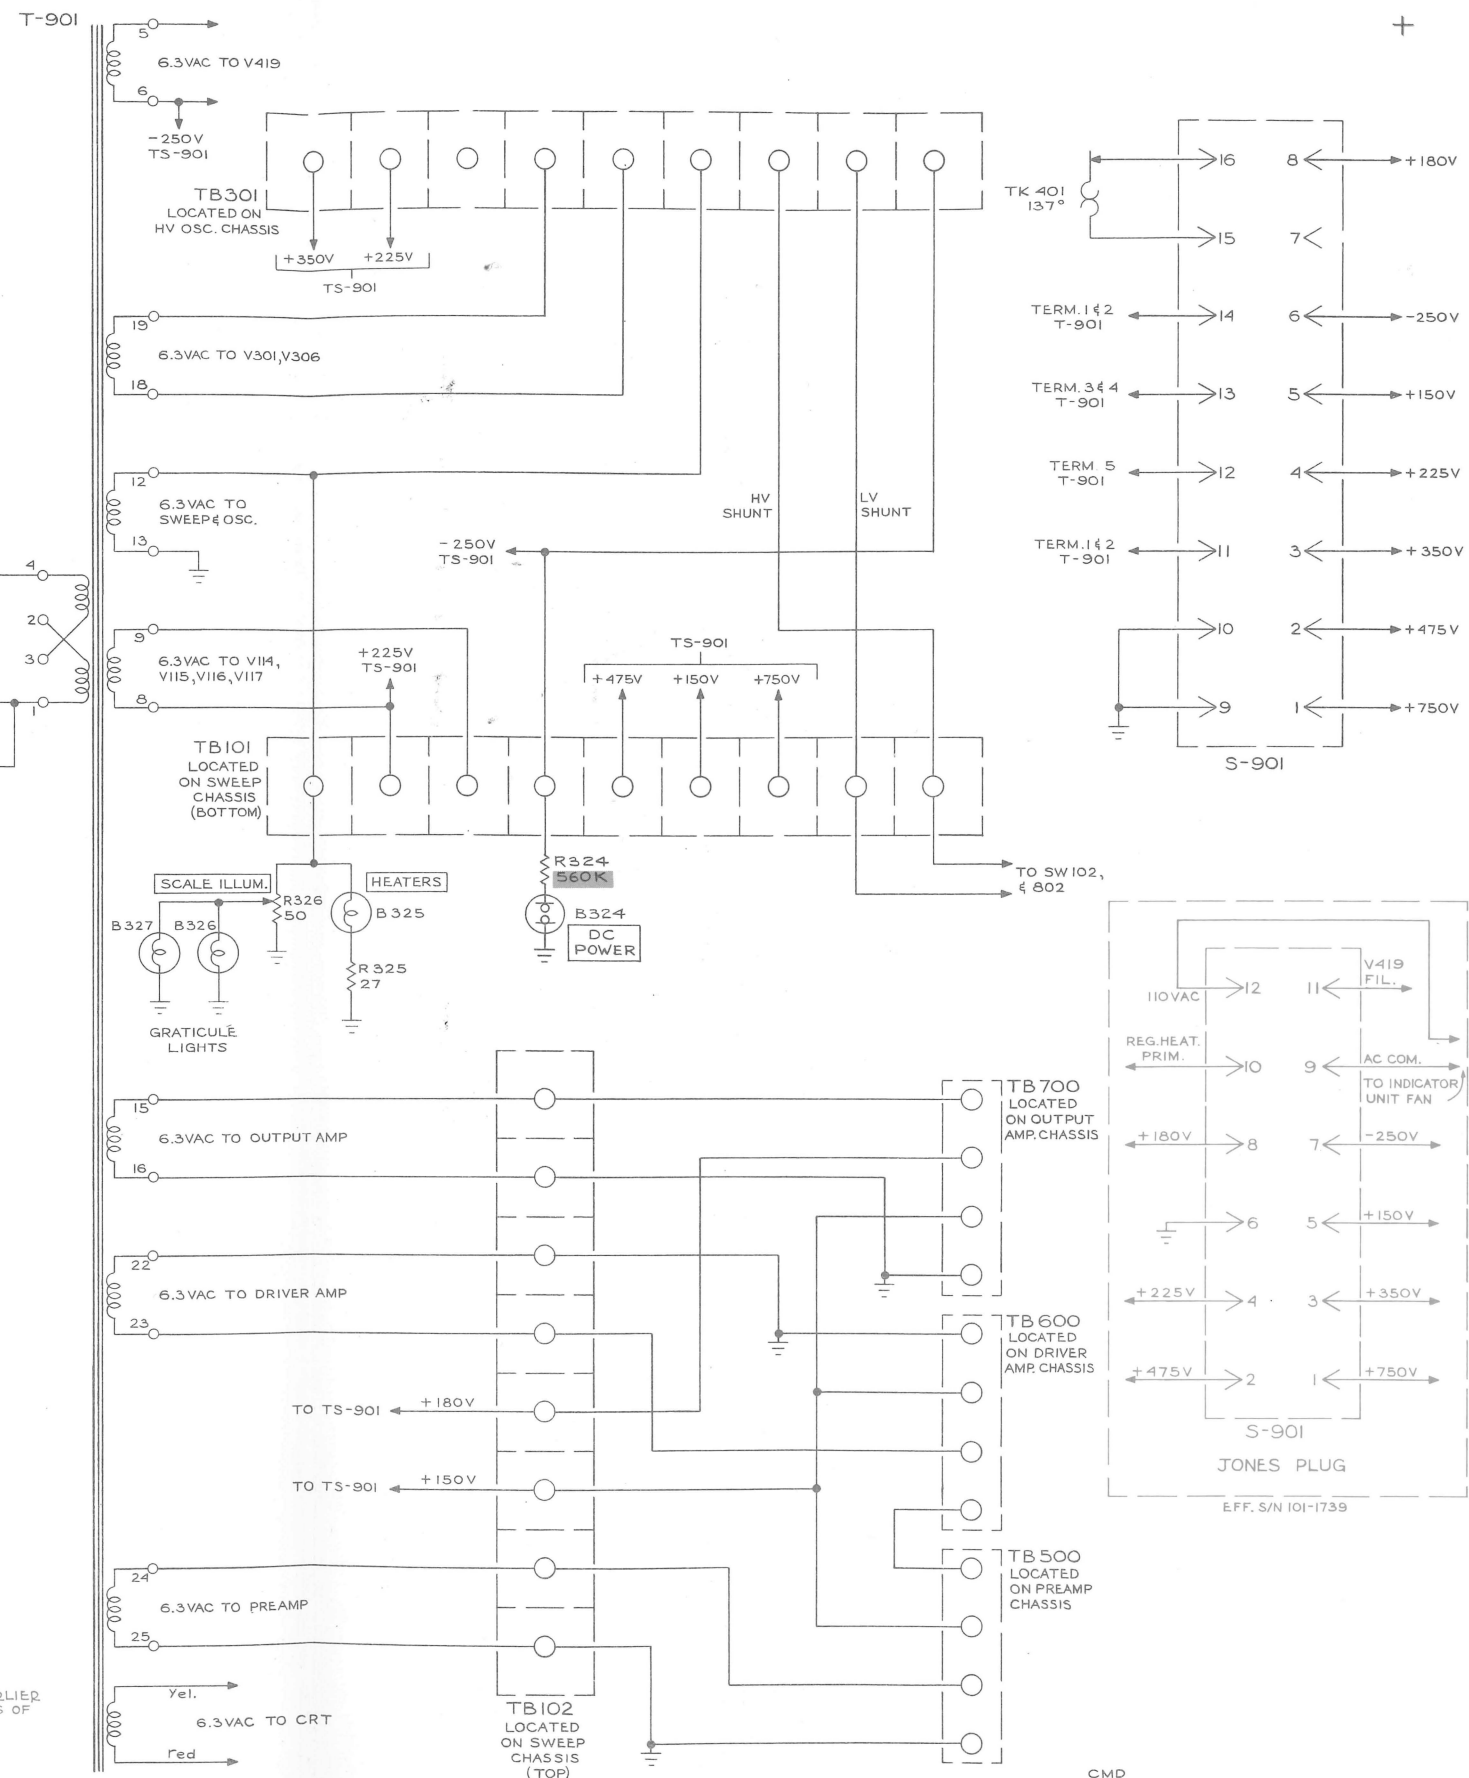 T-901
5
6.3VAC TO V419
6
-250V
TS-901
TB301
LOCATED ON
HV OSC. CHASSIS
+350V
+225V
TS-901
19
6.3VAC TO V301,V306
18
12
6.3VAC TO
SWEEP & OSC.
13
-250V
TS-901
HV
SHUNT
LV
SHUNT
4
2
3
1
9
6.3VAC TO V114,
V115,V116,V117
8
+225V
TS-901
TS-901
+475V
+150V
+750V
TB101
LOCATED
ON SWEEP
CHASSIS
(BOTTOM)
TK 401
137°
16
8
+180V
15
7
TERM. 1 & 2
T-901
14
6
-250V
TERM. 3 & 4
T-901
13
5
+150V
TERM. 5
T-901
12
4
+225V
TERM. 1 & 2
T-901
11
3
+350V
10
2
+475V
9
1
+750V
S-901
SCALE ILLUM.
R326
50
HEATERS
B325
B327
B326
R325
27
GRATICULE
LIGHTS
R324
560K
B324
DC
POWER
TO SW102,
& 802
110VAC
12
11
V419
FIL.
REG.HEAT.
PRIM.
10
9
AC COM.
TO INDICATOR
UNIT FAN
+180V
8
7
-250V
6
5
+150V
+225V
4
3
+350V
+475V
2
1
+750V
S-901
JONES PLUG
EFF. S/N 101-1739
15
6.3VAC TO OUTPUT AMP
16
22
6.3VAC TO DRIVER AMP
23
TO TS-901
+180V
TO TS-901
+150V
24
6.3VAC TO PREAMP
25
Yel.
6.3VAC TO CRT
red
TB102
LOCATED
ON SWEEP
CHASSIS
(TOP)
TB700
LOCATED
ON OUTPUT
AMP. CHASSIS
TB600
LOCATED
ON DRIVER
AMP. CHASSIS
TB500
LOCATED
ON PREAMP
CHASSIS
OF
CMD